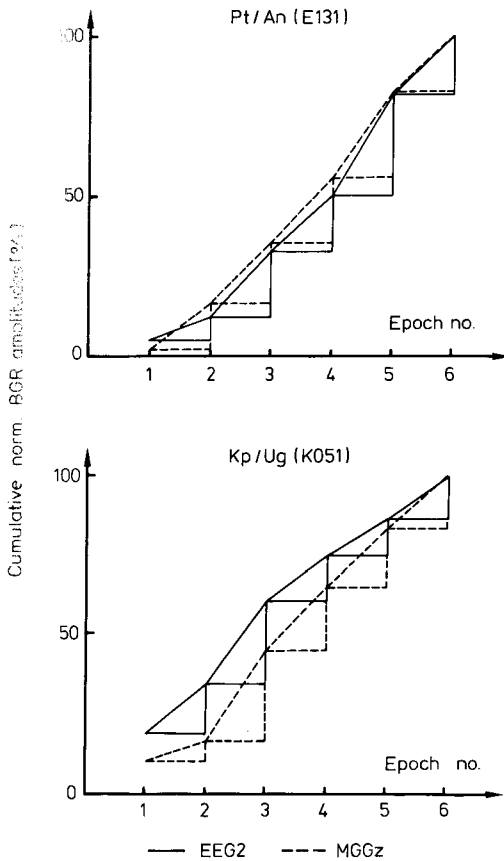 Pt/An (E131)
100
50
0
1 2 3 4 5 6
Epoch no.
Cumulative norm. BGR amplitudes (%)
Kp/Ug (K051)
100
50
0
1 2 3 4 5 6
Epoch no.
EEG2 MGGz